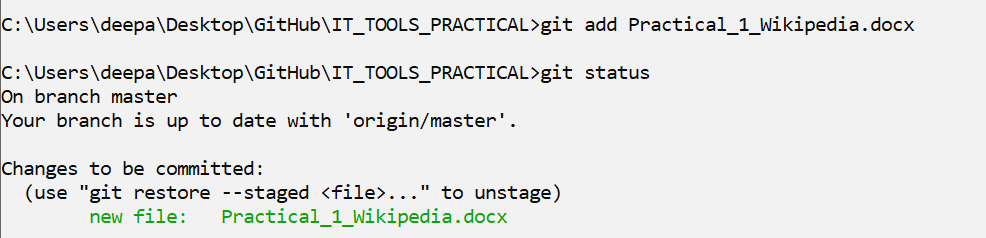 C:\Users\deepa\Desktop\GitHub\IT_TOOLS_PRACTICAL>git add Practical_1_Wikipedia.docx
C:\Users\deepa\Desktop\GitHub\IT_TOOLS_PRACTICAL>git status
On branch master
Your branch is up to date with 'origin/master'.
Changes to be committed:
  (use "git restore --staged <file>..." to unstage)
        new file:   Practical_1_Wikipedia.docx